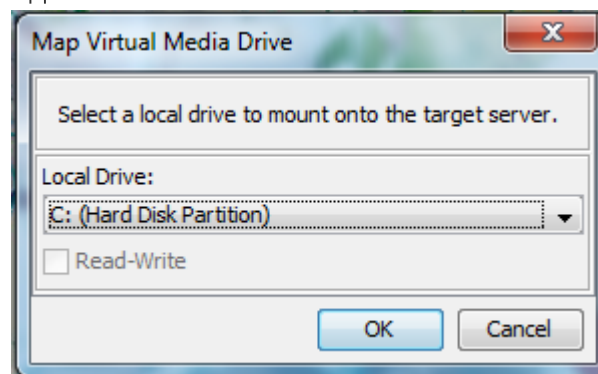 Map Virtual Media Drive
Select a local drive to mount onto the target server.
Local Drive:
C: (Hard Disk Partition)
Read-Write
OK Cancel